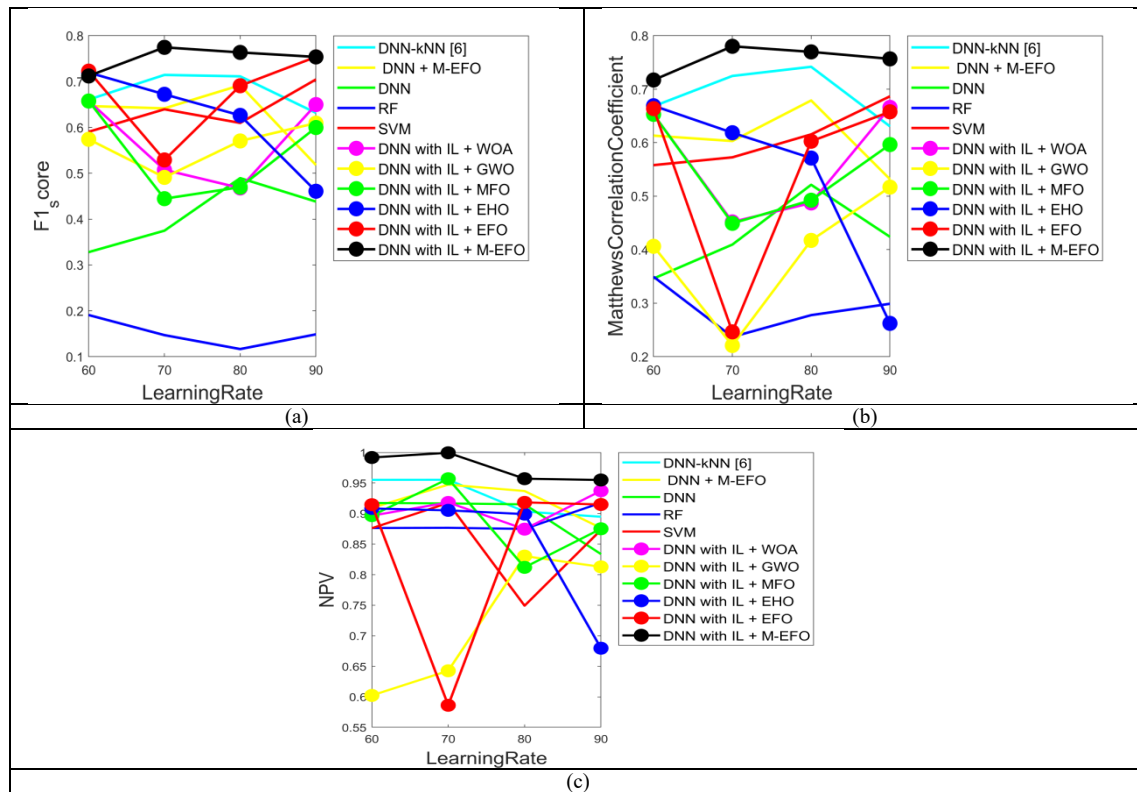 0.8
0.7
0.6
0.5
0.4
0.3
0.2
0.1
F1score
60 70 80 90
LearningRate
DNN-kNN [6]
DNN + M-EFO
DNN
RF
SVM
DNN with IL + WOA
DNN with IL + GWO
DNN with IL + MFO
DNN with IL + EHO
DNN with IL + EFO
DNN with IL + M-EFO
(a)
0.8
0.7
0.6
0.5
0.4
0.3
0.2
MatthewsCorrelationCoefficient
60 70 80 90
LearningRate
DNN-kNN [6]
DNN + M-EFO
DNN
RF
SVM
DNN with IL + WOA
DNN with IL + GWO
DNN with IL + MFO
DNN with IL + EHO
DNN with IL + EFO
DNN with IL + M-EFO
(b)
1
0.95
0.9
0.85
0.8
0.75
0.7
0.65
0.6
0.55
NPV
60 70 80 90
LearningRate
DNN-kNN [6]
DNN + M-EFO
DNN
RF
SVM
DNN with IL + WOA
DNN with IL + GWO
DNN with IL + MFO
DNN with IL + EHO
DNN with IL + EFO
DNN with IL + M-EFO
(c)